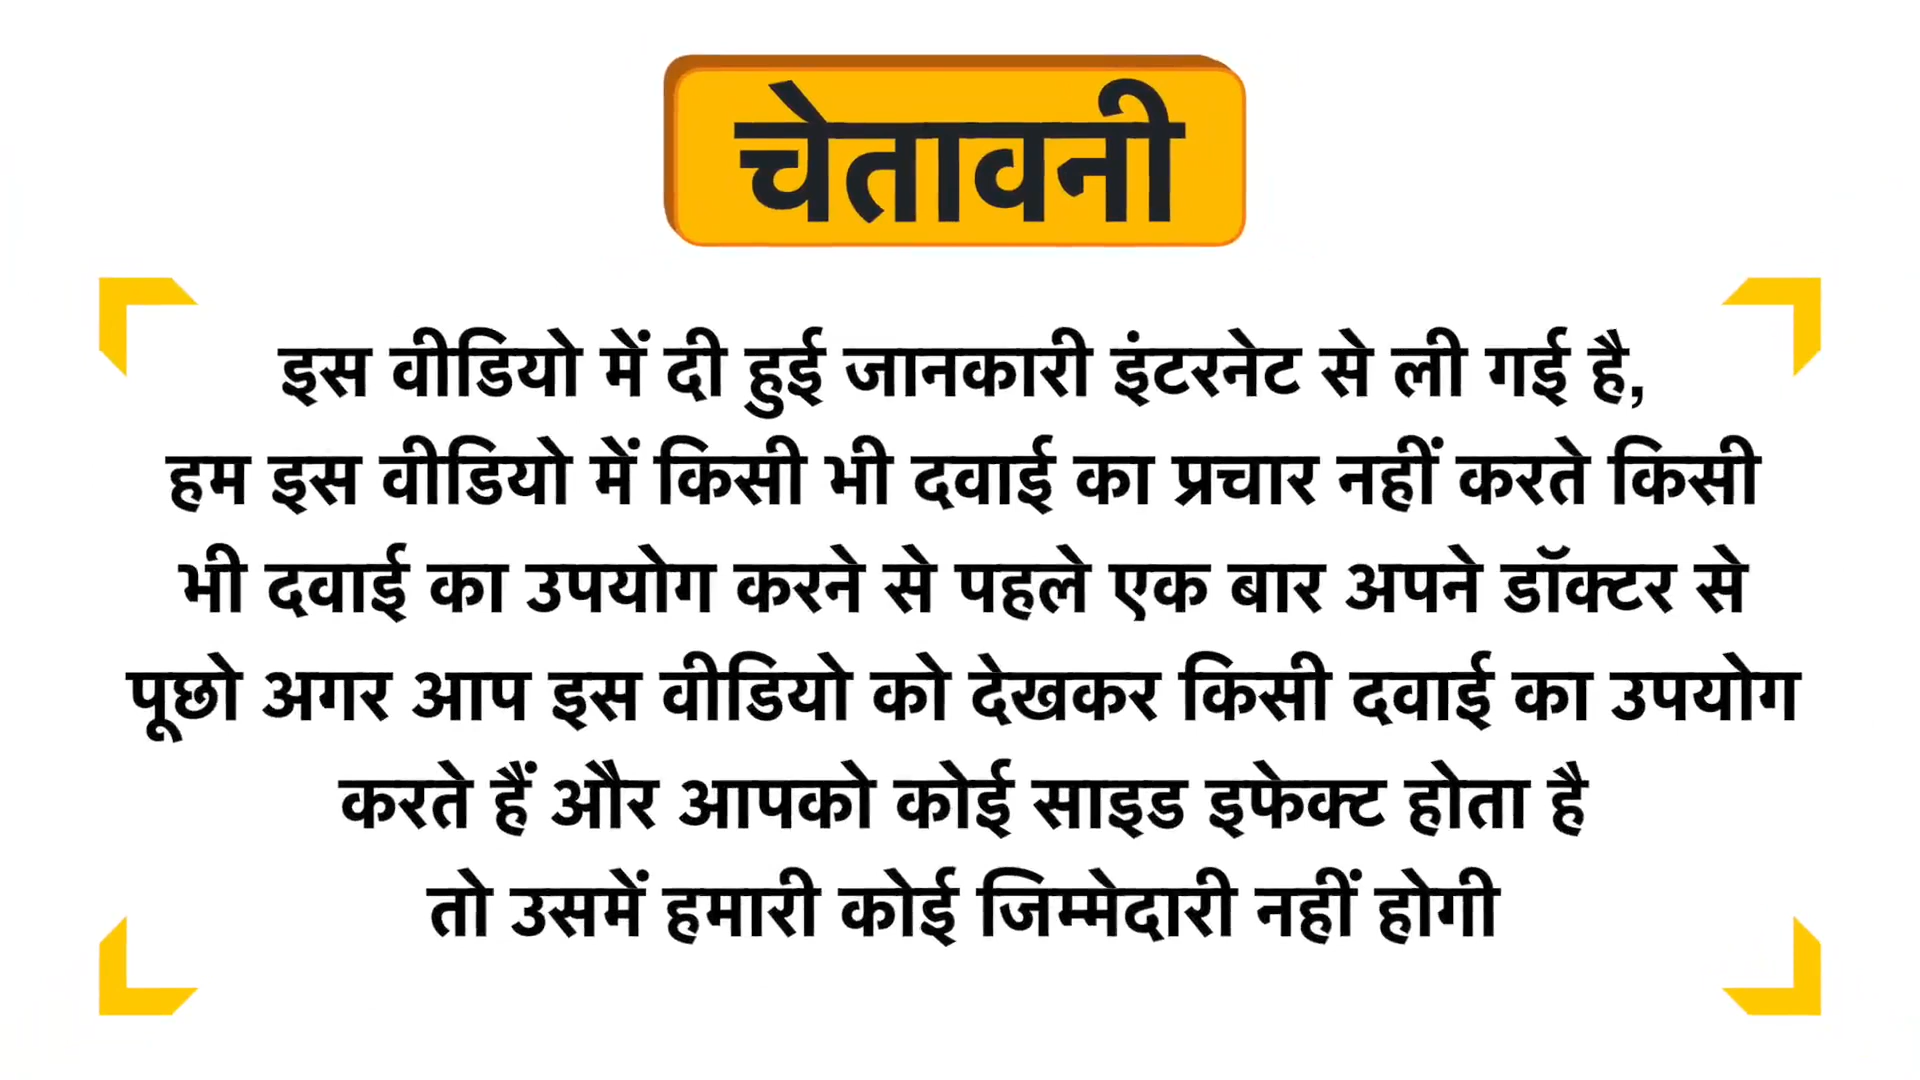 चेतावनी
इस वीडियो में दी हुई जानकारी इंटरनेट से ली गई है,
हम इस वीडियो में किसी भी दवाई का प्रचार नहीं करते किसी
भी दवाई का उपयोग करने से पहले एक बार अपने डॉक्टर से
पूछो अगर आप इस वीडियो को देखकर किसी दवाई का उपयोग
करते हैं और आपको कोई साइड इफेक्ट होता है
तो उसमें हमारी कोई जिम्मेदारी नहीं होगी